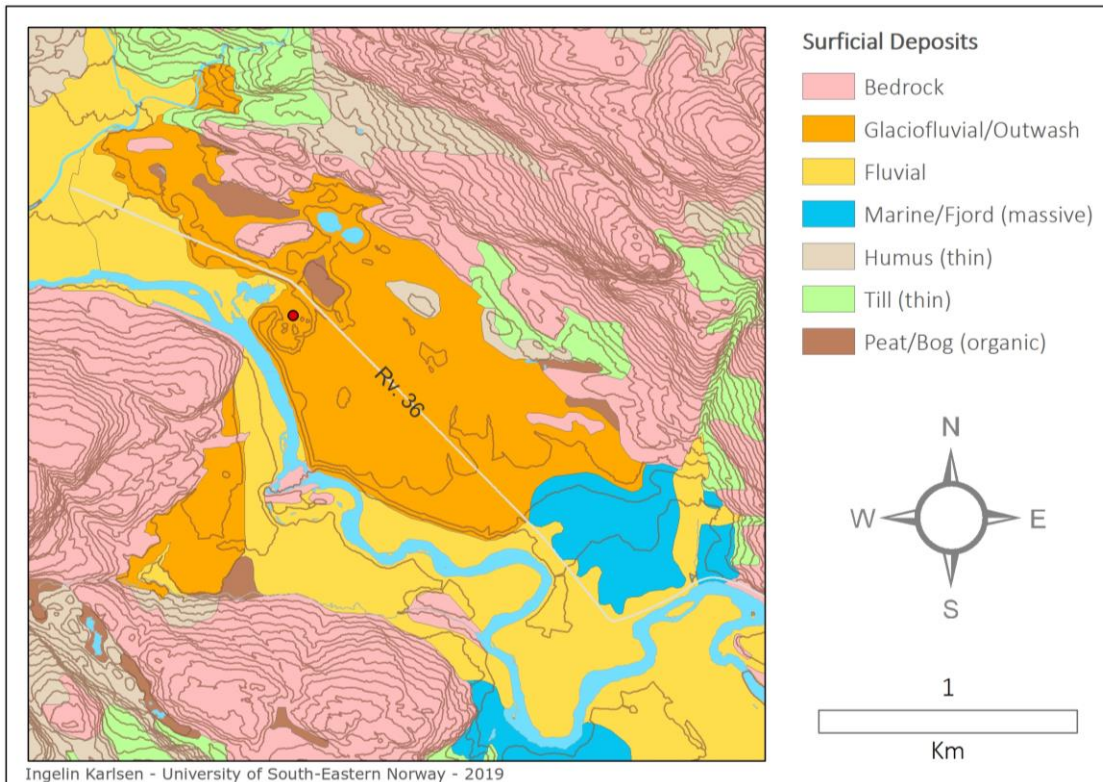 Surficial Deposits
Bedrock
Glaciofluvial/Outwash
Fluvial
Marine/Fjord (massive)
Humus (thin)
Till (thin)
Peat/Bog (organic)
Rv. 36
N
W E
S
1
Km
Ingelin Karlsen - University of South-Eastern Norway - 2019